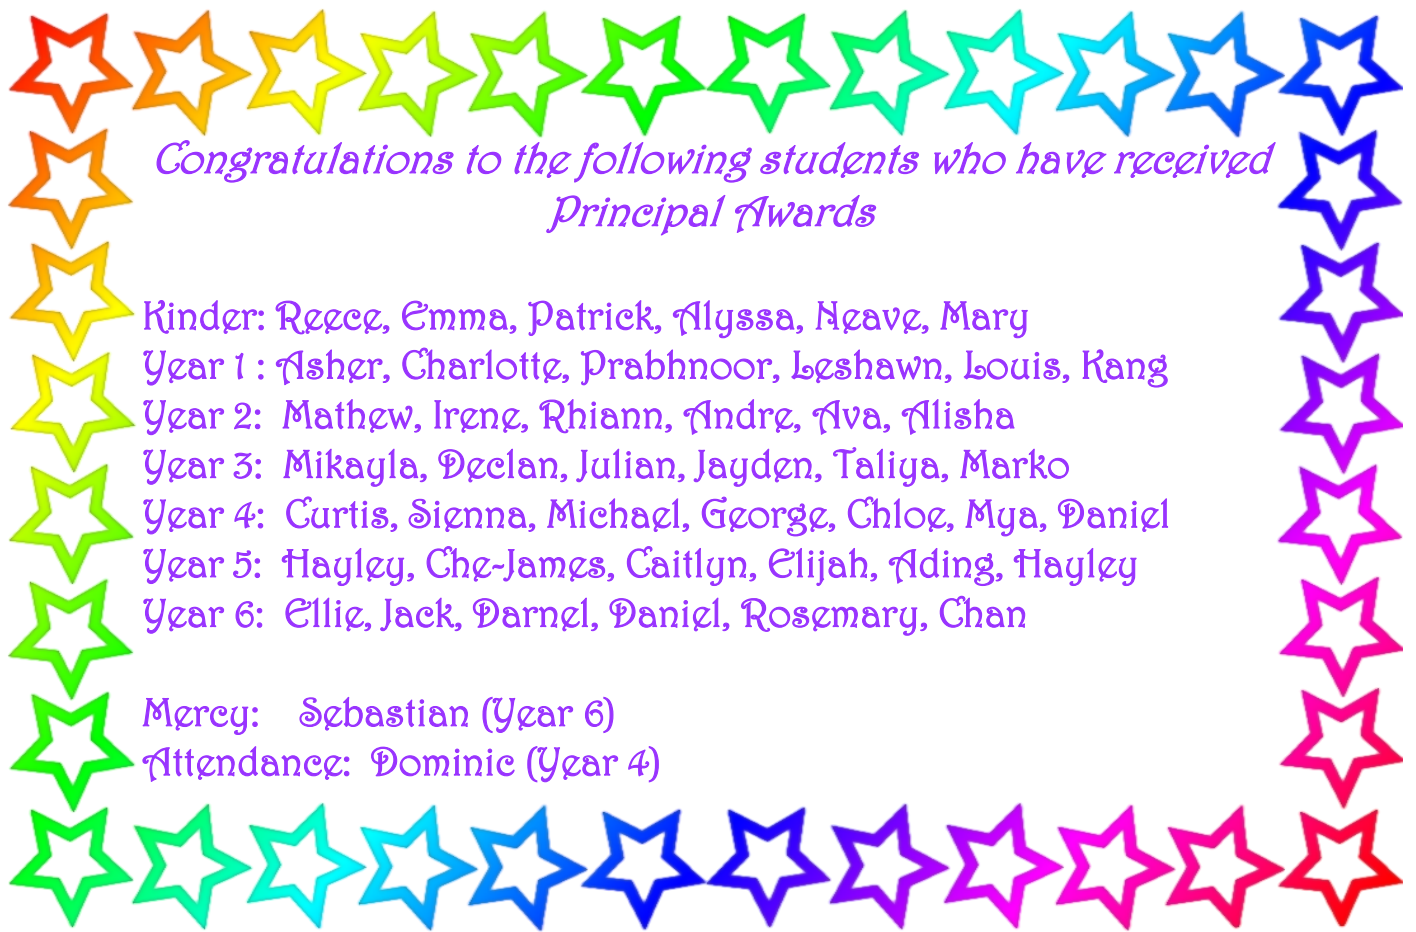 Congratulations to the following students who have received
Principal Awards
Kinder: Reece, Emma, Patrick, Alyssa, Neave, Mary
Year 1 : Asher, Charlotte, Prabhnoor, Leshawn, Louis, Kang
Year 2: Mathew, Irene, Rhiann, Andre, Ava, Alisha
Year 3: Mikayla, Declan, Julian, Jayden, Taliya, Marko
Year 4: Curtis, Sienna, Michael, George, Chloe, Mya, Daniel
Year 5: Hayley, Che-James, Caitlyn, Elijah, Ading, Hayley
Year 6: Ellie, Jack, Darnel, Daniel, Rosemary, Chan
Mercy: Sebastian (Year 6)
Attendance: Dominic (Year 4)